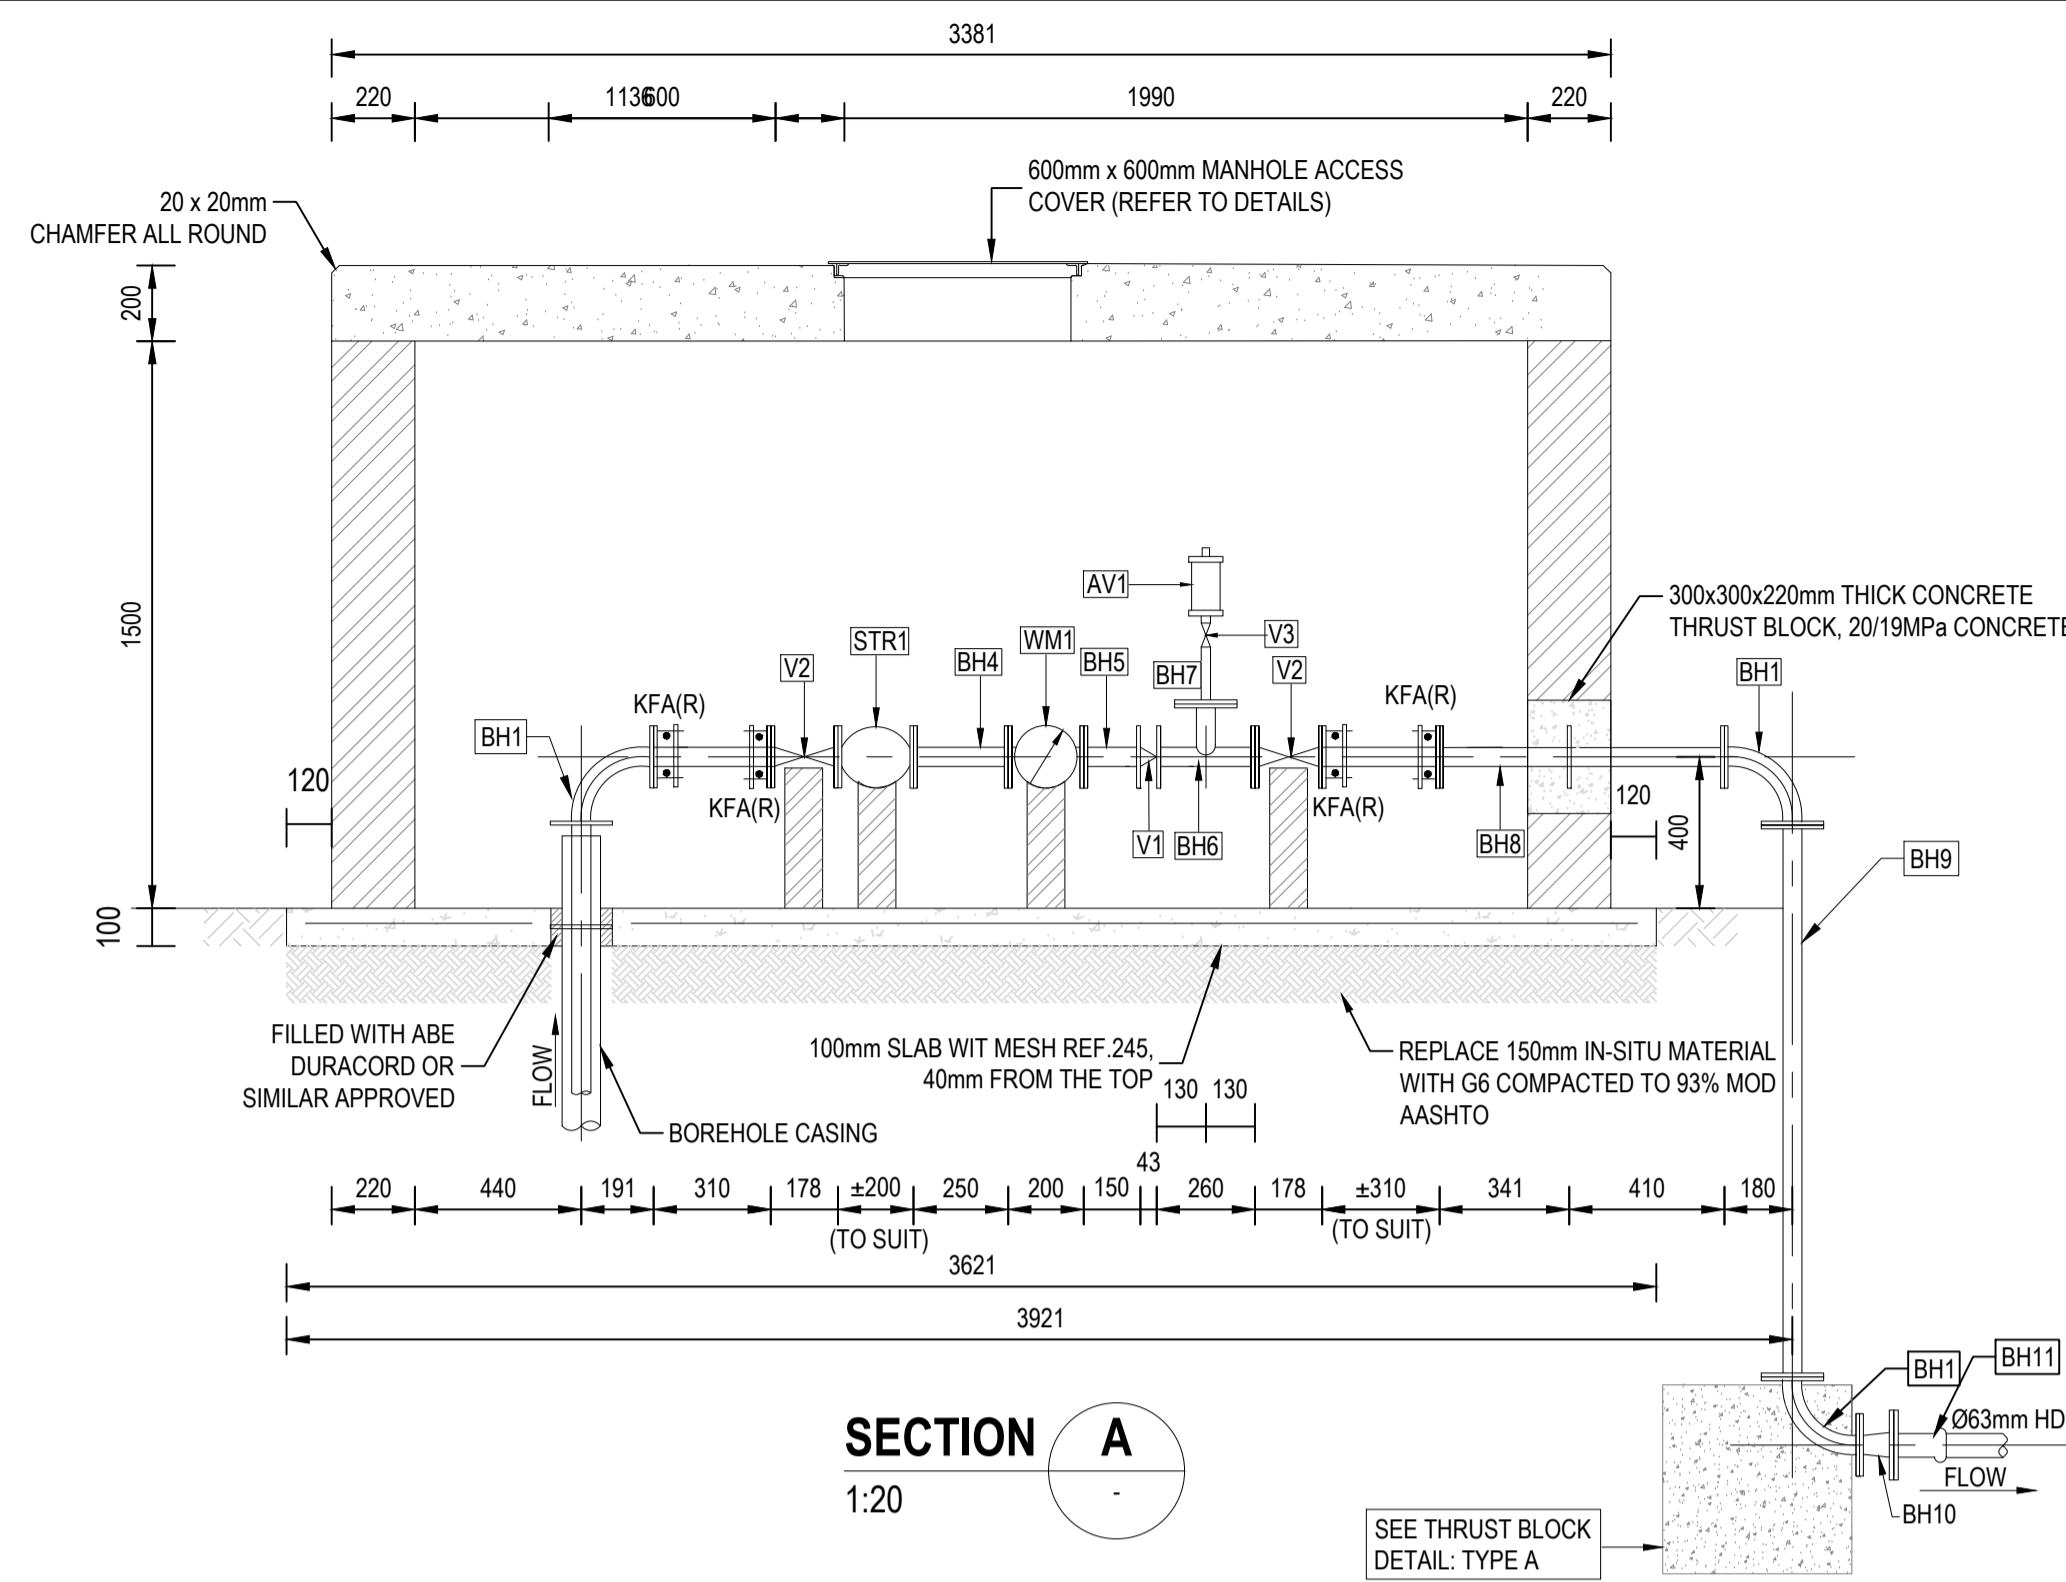 3381
220
1136
600
1990
220
600mm x 600mm MANHOLE ACCESS
COVER (REFER TO DETAILS)
20 x 20mm
CHAMFER ALL ROUND
200
1500
100
300x300x220mm THICK CONCRETE
THRUST BLOCK, 20/19MPa CONCRETE
AV1
V3
STR1
WM1
V2
BH4
BH5
BH7
V2
KFA(R)
KFA(R)
BH1
BH1
120
KFA(R)
KFA(R)
120
V1
BH6
BH8
400
BH9
FILLED WITH ABE
DURACORD OR
SIMILAR APPROVED
FLOW
100mm SLAB WIT MESH REF.245,
40mm FROM THE TOP
REPLACE 150mm IN-SITU MATERIAL
WITH G6 COMPACTED TO 93% MOD
AASHTO
130
130
BOREHOLE CASING
43
220
440
191
310
178
±200
250
200
150
260
178
±310
341
410
180
(TO SUIT)
(TO SUIT)
3621
3921
BH1
BH11
Ø63mm HD
FLOW
BH10
SECTION
A
1:20
-
SEE THRUST BLOCK
DETAIL: TYPE A